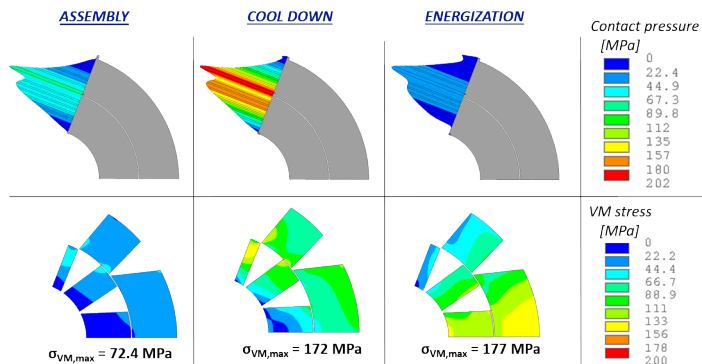 ASSEMBLY
COOL DOWN
ENERGIZATION
Contact pressure
[MPa]
0
22.4
44.9
67.3
89.8
112
135
157
180
202
VM stress
[MPa]
0
22.2
44.4
66.7
88.9
111
133
156
178
200
σVM,max = 72.4 MPa
σVM,max = 172 MPa
σVM,max = 177 MPa